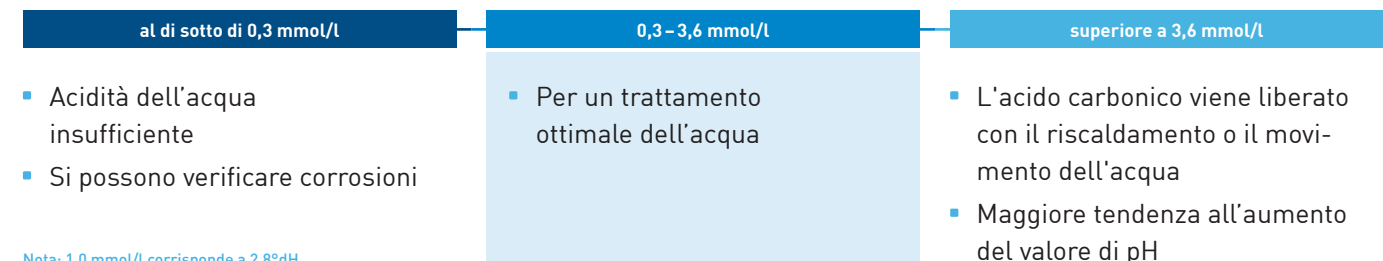 al di sotto di 0,3 mmol/l
0,3 – 3,6 mmol/l
superiore a 3,6 mmol/l
▪ Acidità dell’acqua
insufficiente
▪ Si possono verificare corrosioni
Nota: 1,0 mmol/l corrisponde a 2,8°dH
▪ Per un trattamento
ottimale dell’acqua
▪ L'acido carbonico viene liberato
con il riscaldamento o il movi-
mento dell'acqua
▪ Maggiore tendenza all’aumento
del valore di pH